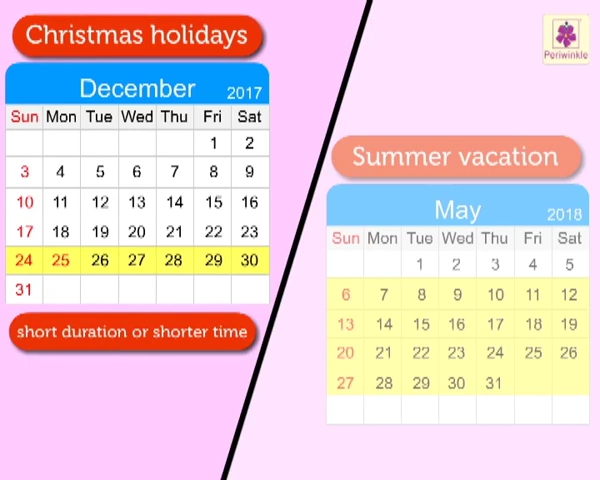 Christmas holidays
December 2017
Sun Mon Tue Wed Thu Fri Sat
1 2
3 4 5 6 7 8 9
10 11 12 13 14 15 16
17 18 19 20 21 22 23
24 25 26 27 28 29 30
31
short duration or shorter time
Periwinkle
Summer vacation
May 2018
Sun Mon Tue Wed Thu Fri Sat
1 2 3 4 5
6 7 8 9 10 11 12
13 14 15 16 17 18 19
20 21 22 23 24 25 26
27 28 29 30 31